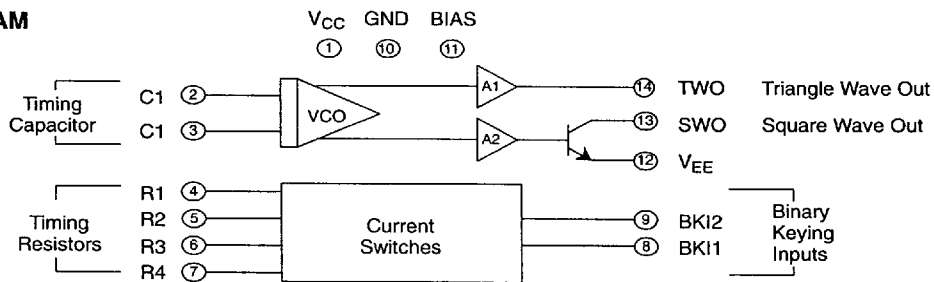 AM
VCC GND BIAS
1 10 11
Timing
Capacitor
C1 2
C1 3
VCO
A1
A2
14 TWO Triangle Wave Out
13 SWO Square Wave Out
12 VEE
Timing
Resistors
R1 4
R2 5
R3 6
R4 7
Current
Switches
9 BKI2
8 BKI1
Binary
Keying
Inputs